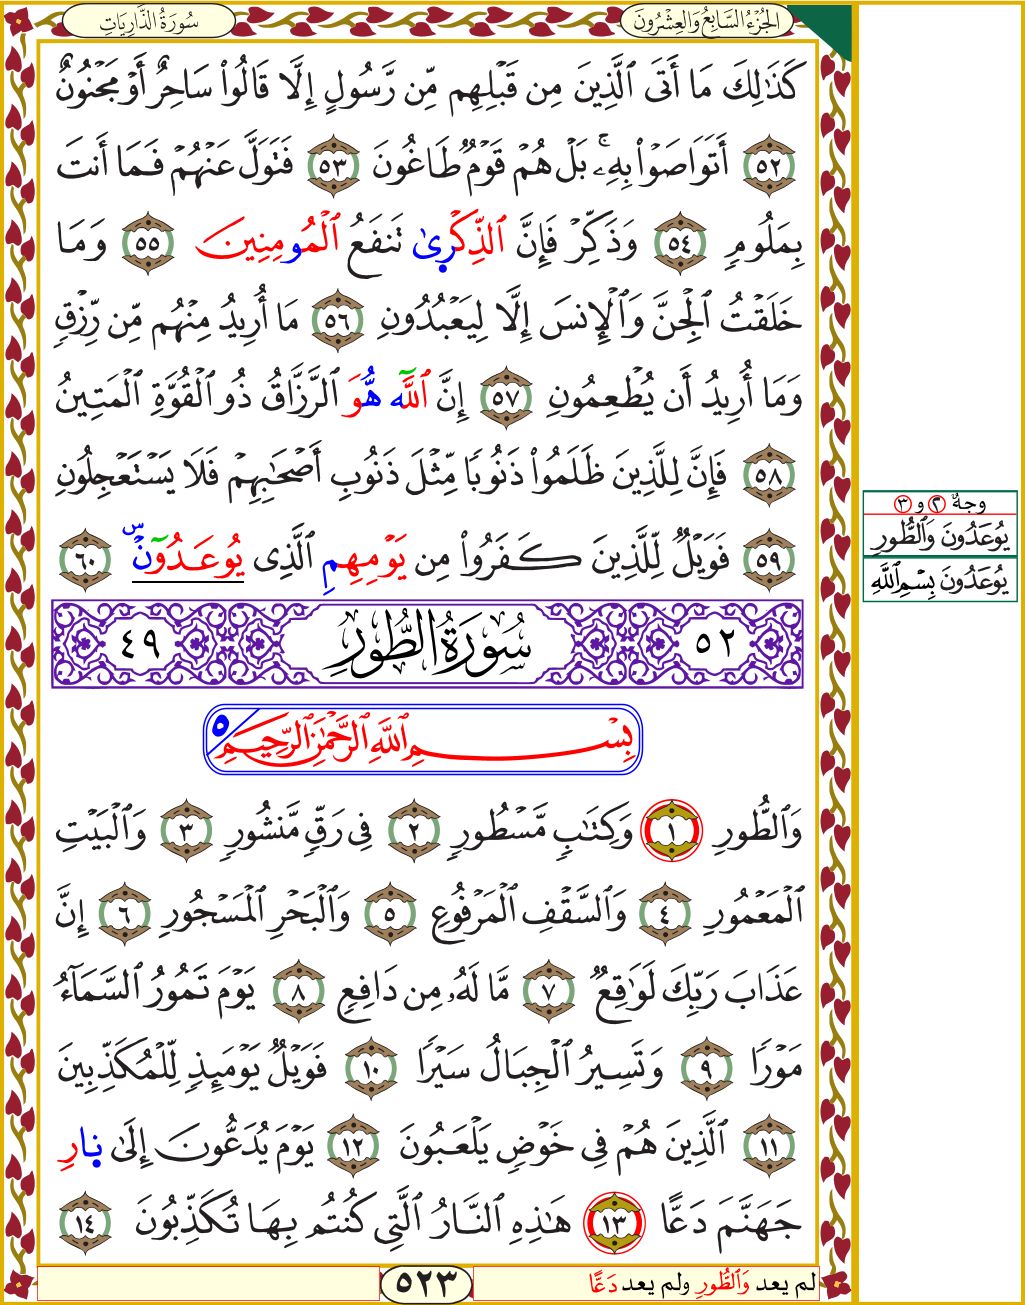 الجُزْءُ السَّابِعُ وَالعِشْرُونَ
سُورَةُ الذَّارِيَاتِ
كَذَٰلِكَ مَا أَتَى ٱلَّذِينَ مِن قَبْلِهِم مِّن رَّسُولٍ إِلَّا قَالُوا۟ سَاحِرٌ أَوْ مَجْنُونٌ
٥٢ أَتَوَاصَوْا۟ بِهِۦۚ بَلْ هُمْ قَوْمٌ طَاغُونَ ٥٣ فَتَوَلَّ عَنْهُمْ فَمَا أَنتَ
بِمَلُومٍ ٥٤ وَذَكِّرْ فَإِنَّ ٱلذِّكْرىٰ تَنفَعُ ٱلْمُومِنِينَ ٥٥ وَمَا
خَلَقْتُ ٱلْجِنَّ وَٱلْإِنسَ إِلَّا لِيَعْبُدُونِ ٥٦ مَا أُرِيدُ مِنْهُم مِّن رِّزْقٍ
وَمَا أُرِيدُ أَن يُطْعِمُونِ ٥٧ إِنَّ ٱللَّه هُّوَ ٱلرَّزَّاقُ ذُو ٱلْقُوَّةِ ٱلْمَتِينُ
٥٨ فَإِنَّ لِلَّذِينَ ظَلَمُوا۟ ذَنُوبًا مِّثْلَ ذَنُوبِ أَصْحَٰبِهِمْ فَلَا يَسْتَعْجِلُونِ
٥٩ فَوَيْلٌ لِّلَّذِينَ كَفَرُوا۟ مِن يَوْمِهِمِ ٱلَّذِى يُوعَدُونَۜ ٦٠
٥٢ سُورَةُ الطُّورِ ٤٩
بِسْمِ ٱللَّهِ ٱلرَّحْمَٰنِ ٱلرَّحِيمِ ٥
وَٱلطُّورِ ١ وَكِتَٰبٍ مَّسْطُورٍ ٢ فِى رَقٍّ مَّنشُورٍ ٣ وَٱلْبَيْتِ
ٱلْمَعْمُورِ ٤ وَٱلسَّقْفِ ٱلْمَرْفُوعِ ٥ وَٱلْبَحْرِ ٱلْمَسْجُورِ ٦ إِنَّ
عَذَابَ رَبِّكَ لَوَٰقِعٌ ٧ مَّا لَهُۥ مِن دَافِعٍ ٨ يَوْمَ تَمُورُ ٱلسَّمَآءُ
مَوْرًا ٩ وَتَسِيرُ ٱلْجِبَالُ سَيْرًا ١٠ فَوَيْلٌ يَوْمَئِذٍ لِّلْمُكَذِّبِينَ
١١ ٱلَّذِينَ هُمْ فِى خَوْضٍ يَلْعَبُونَ ١٢ يَوْمَ يُدَعُّونَ إِلَىٰ نارِ
جَهَنَّمَ دَعًّا ١٣ هَٰذِهِ ٱلنَّارُ ٱلَّتِى كُنتُم بِهَا تُكَذِّبُونَ ١٤
لم يعد وَٱلطُّورِ ولم يعد دَعًّا
٥٢٣
وجهٌ ٢ و ٣
يُوعَدُونَ وَٱلطُّورِ
يُوعَدُونَ بِسْمِ ٱللَّهِ